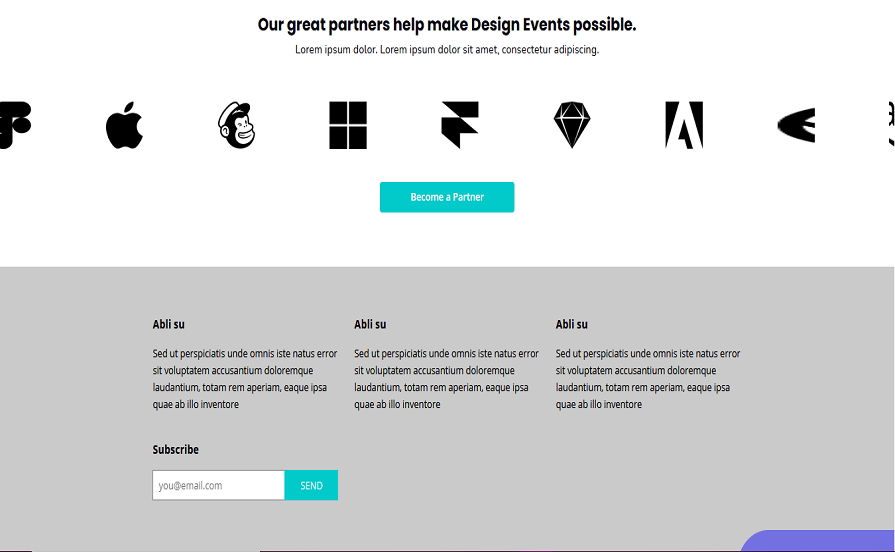 Our great partners help make Design Events possible.
Lorem ipsum dolor. Lorem ipsum dolor sit amet, consectetur adipiscing.
Become a Partner
Abli su
Sed ut perspiciatis unde omnis iste natus error
sit voluptatem accusantium doloremque
laudantium, totam rem aperiam, eaque ipsa
quae ab illo inventore
Abli su
Sed ut perspiciatis unde omnis iste natus error
sit voluptatem accusantium doloremque
laudantium, totam rem aperiam, eaque ipsa
quae ab illo inventore
Abli su
Sed ut perspiciatis unde omnis iste natus error
sit voluptatem accusantium doloremque
laudantium, totam rem aperiam, eaque ipsa
quae ab illo inventore
Subscribe
you@email.com
SEND